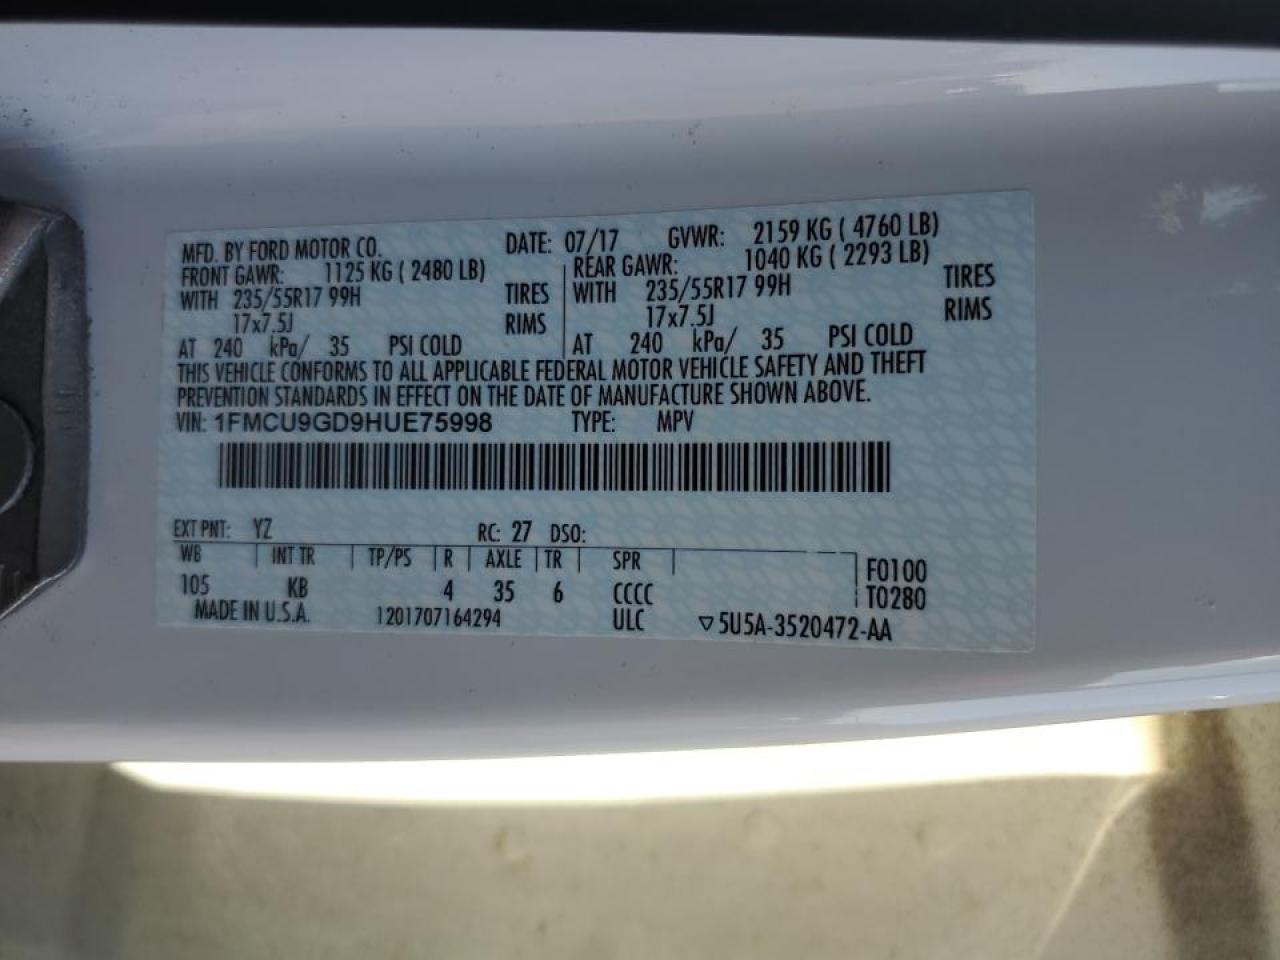 MFD. BY FORD MOTOR CO. DATE: 07/17 GVWR: 2159 KG ( 4760 LB)
FRONT GAWR: 1125 KG ( 2480 LB) REAR GAWR: 1040 KG ( 2293 LB)
WITH 235/55R17 99H TIRES WITH 235/55R17 99H TIRES
17x7.5J RIMS 17x7.5J RIMS
AT 240 kPa/ 35 PSI COLD AT 240 kPa/ 35 PSI COLD
THIS VEHICLE CONFORMS TO ALL APPLICABLE FEDERAL MOTOR VEHICLE SAFETY AND THEFT
PREVENTION STANDARDS IN EFFECT ON THE DATE OF MANUFACTURE SHOWN ABOVE.
VIN: 1FMCU9GD9HUE75998 TYPE: MPV
EXT PNT: YZ RC: 27 DSO:
WB INT TR TP/PS R AXLE TR SPR F0100
105 KB 4 35 6 CCCC T0280
MADE IN U.S.A. 1201707164294 ULC ▽5U5A-3520472-AA